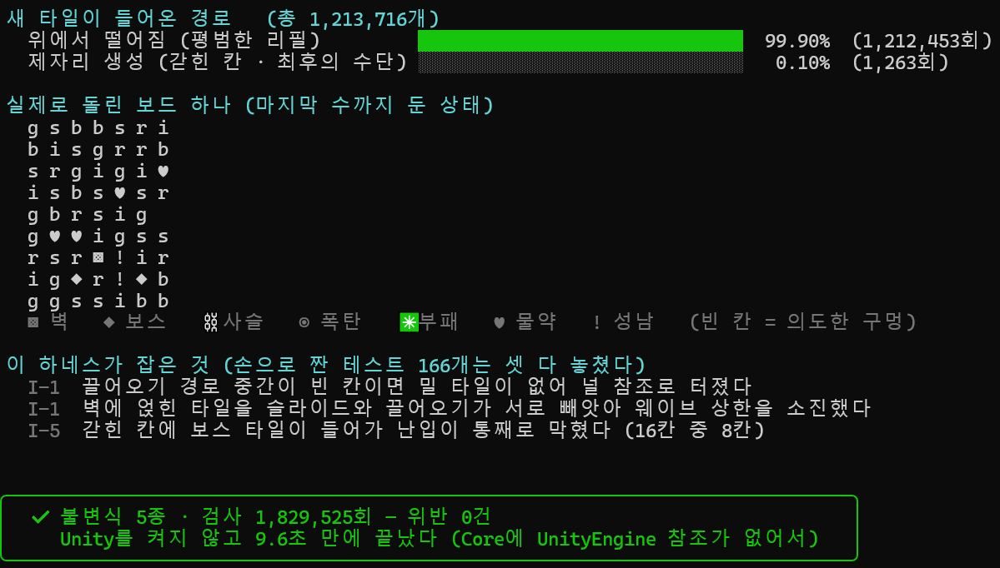 새 타일이 들어온 경로 (총 1,213,716개)
위에서 떨어짐 (평범한 리필) 99.90% (1,212,453회)
제자리 생성 (갇힌 칸 · 최후의 수단) 0.10% (1,263회)
실제로 돌린 보드 하나 (마지막 수까지 둔 상태)
g s b b s r i
b i s g r r b
s r g i g i ♥
i s b s ♥ s r
g b r s i g
g ♥ ♥ i g s s
r s r ▩ ! i r
i g ◆ r ! ◆ b
g g s s i b b
▩ 벽 ◆ 보스 ⛓사슬 ◉ 폭탄 ✳부패 ♥ 물약 ! 성남 (빈 칸 = 의도한 구멍)
이 하네스가 잡은 것 (손으로 짠 테스트 166개는 셋 다 놓쳤다)
I-1 끌어오기 경로 중간이 빈 칸이면 밀 타일이 없어 널 참조로 터졌다
I-1 벽에 얹힌 타일을 슬라이드와 끌어오기가 서로 빼앗아 웨이브 상한을 소진했다
I-5 갇힌 칸에 보스 타일이 들어가 난입이 통째로 막혔다 (16칸 중 8칸)
✓ 불변식 5종 · 검사 1,829,525회 — 위반 0건
Unity를 켜지 않고 9.6초 만에 끝났다 (Core에 UnityEngine 참조가 없어서)